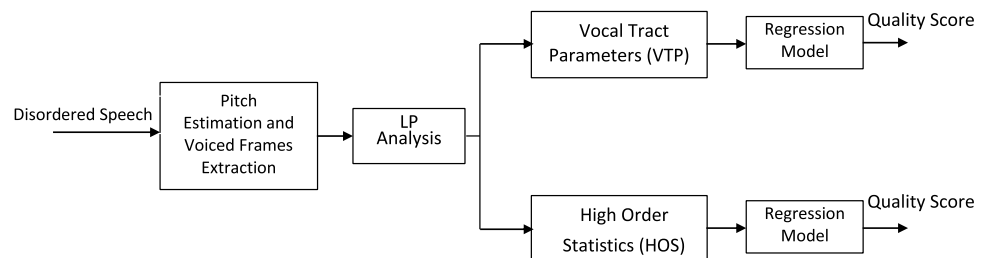 Disordered Speech
Pitch
Estimation and
Voiced Frames
Extraction
LP
Analysis
Vocal Tract
Parameters (VTP)
Regression
Model
Quality Score
High Order
Statistics (HOS)
Regression
Model
Quality Score